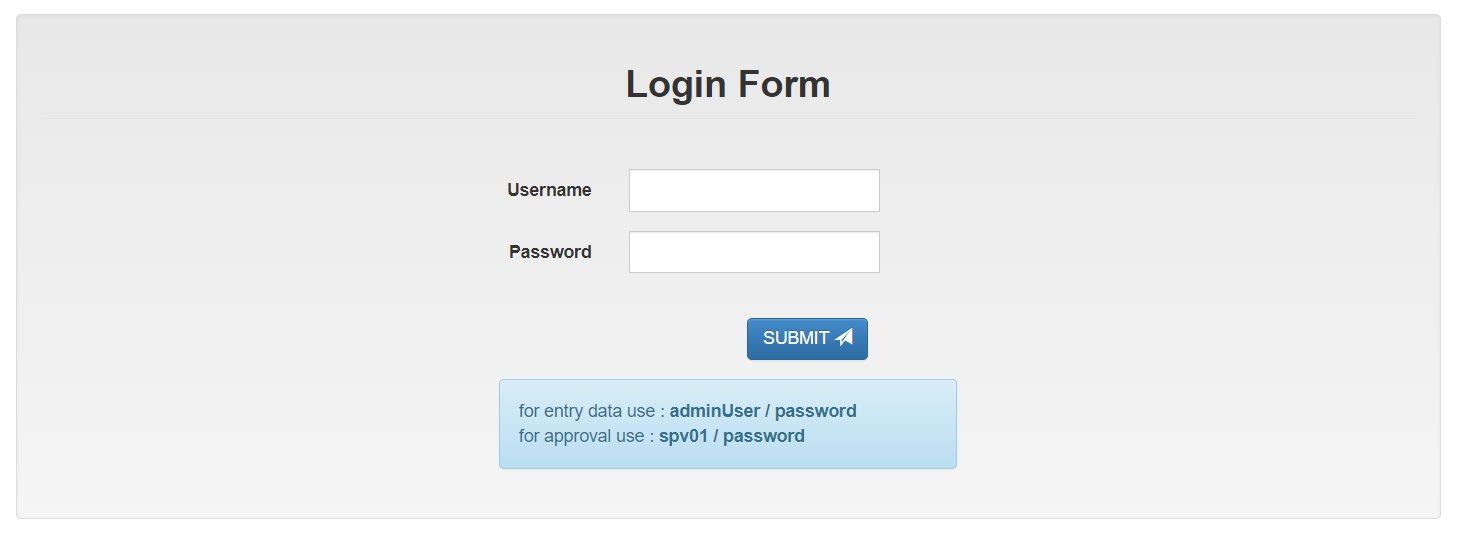 Login Form
Username
Password
SUBMIT
for entry data use : adminUser / password
for approval use : spv01 / password